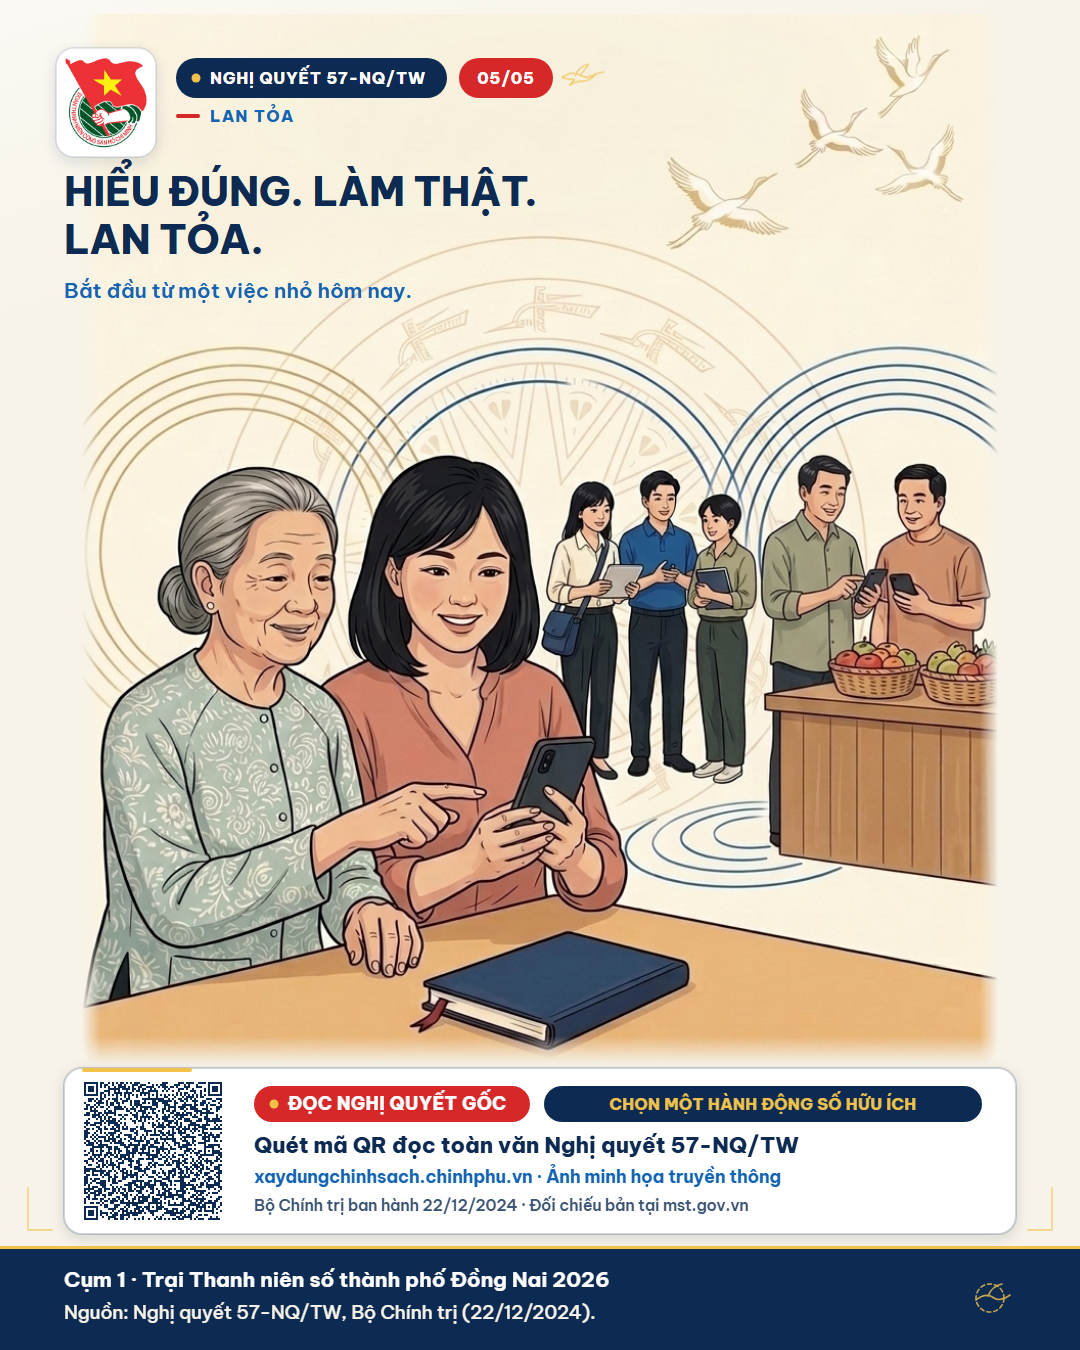 NGHỊ QUYẾT 57-NQ/TW
05/05
LAN TỎA
HIỂU ĐÚNG. LÀM THẬT.
LAN TỎA.
Bắt đầu từ một việc nhỏ hôm nay.
ĐỌC NGHỊ QUYẾT GỐC
CHỌN MỘT HÀNH ĐỘNG SỐ HỮU ÍCH
Quét mã QR đọc toàn văn Nghị quyết 57-NQ/TW
xaydungchinhsach.chinhphu.vn · Ảnh minh họa truyền thông
Bộ Chính trị ban hành 22/12/2024 · Đối chiếu bản tại mst.gov.vn
Cụm 1 · Trại Thanh niên số thành phố Đồng Nai 2026
Nguồn: Nghị quyết 57-NQ/TW, Bộ Chính trị (22/12/2024).